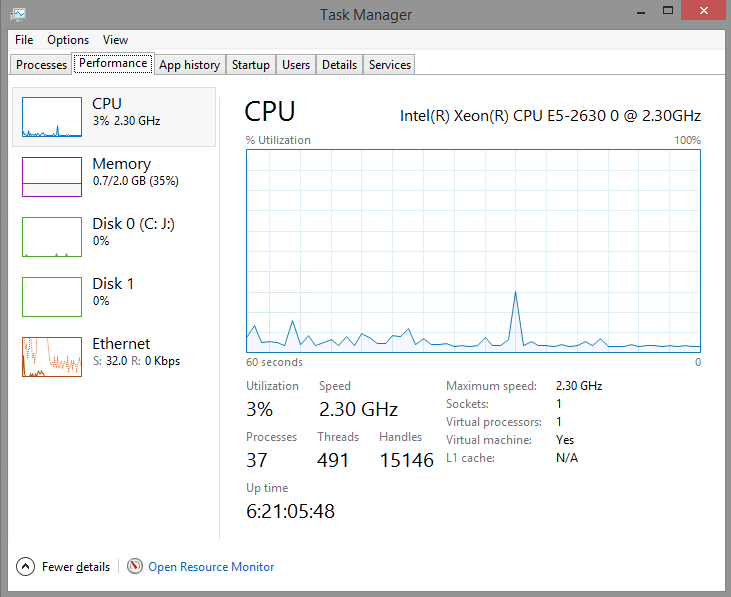 Task Manager
File Options View
Processes Performance App history Startup Users Details Services
CPU
3% 2.30 GHz
Memory
0.7/2.0 GB (35%)
Disk 0 (C: J:)
0%
Disk 1
0%
Ethernet
S: 32.0 R: 0 Kbps
CPU
Intel(R) Xeon(R) CPU E5-2630 0 @ 2.30GHz
% Utilization 100%
60 seconds 0
Utilization Speed
3% 2.30 GHz
Processes Threads Handles
37 491 15146
Up time
6:21:05:48
Maximum speed: 2.30 GHz
Sockets: 1
Virtual processors: 1
Virtual machine: Yes
L1 cache: N/A
Fewer details Open Resource Monitor